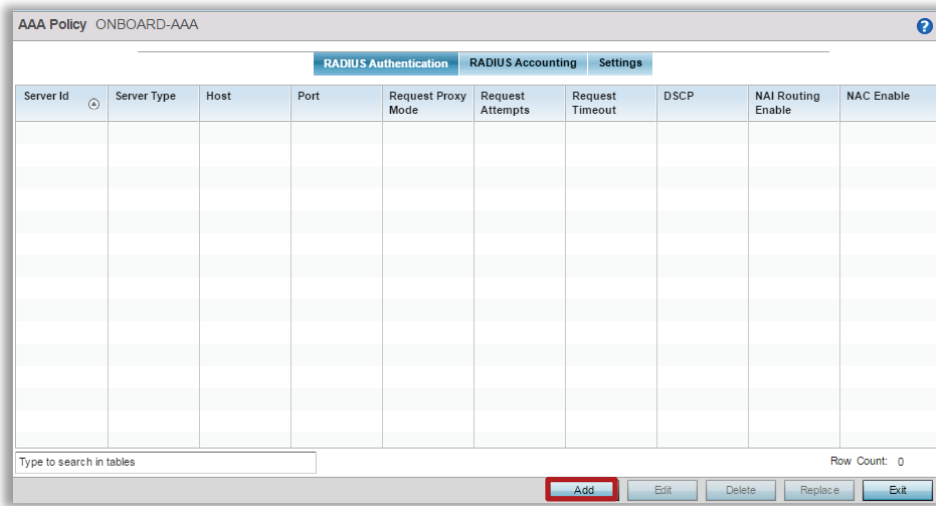 AAA Policy ONBOARD-AAA
RADIUS Authentication RADIUS Accounting Settings
Server Id Server Type Host Port Request Proxy Mode Request Attempts Request Timeout DSCP NAI Routing Enable NAC Enable
Type to search in tables Row Count: 0
Add Edit Delete Replace Exit